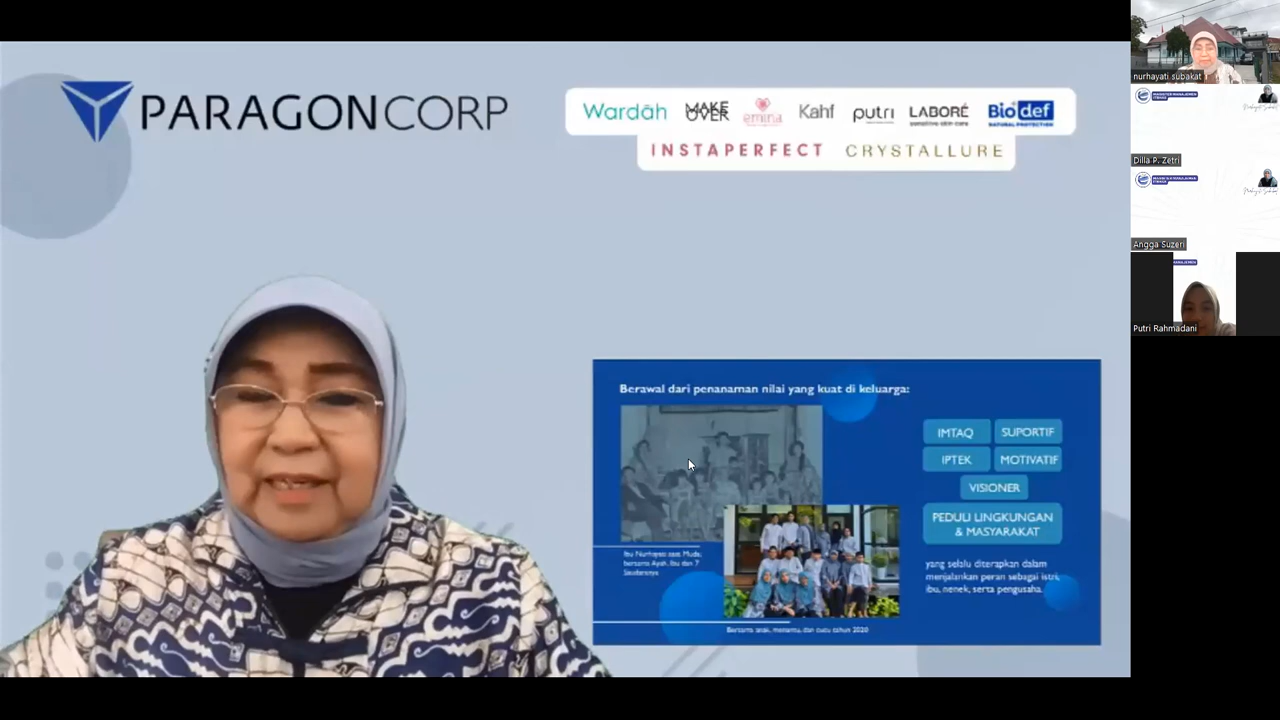 PARAGONCORP
Wardāh MAKE OVER emina Kahf putri LABORÉ sensitive skin care Biodef NATURAL PROTECTION
INSTAPERFECT CRYSTALLURE
Berawal dari penanaman nilai yang kuat di keluarga:
IMTAQ SUPORTIF
IPTEK MOTIVATIF
VISIONER
PEDULI LINGKUNGAN
& MASYARAKAT
Ibu Nurhayati saat Muda;
bersama Ayah, Ibu dan 7
Saudaranya
yang selalu diterapkan dalam
menjalankan peran sebagai istri,
ibu, nenek, serta pengusaha.
Bersama anak, menantu, dan cucu tahun 2020
nurhayati subakat
Dilla P. Zetri
Angga Suzeri
Putri Rahmadani